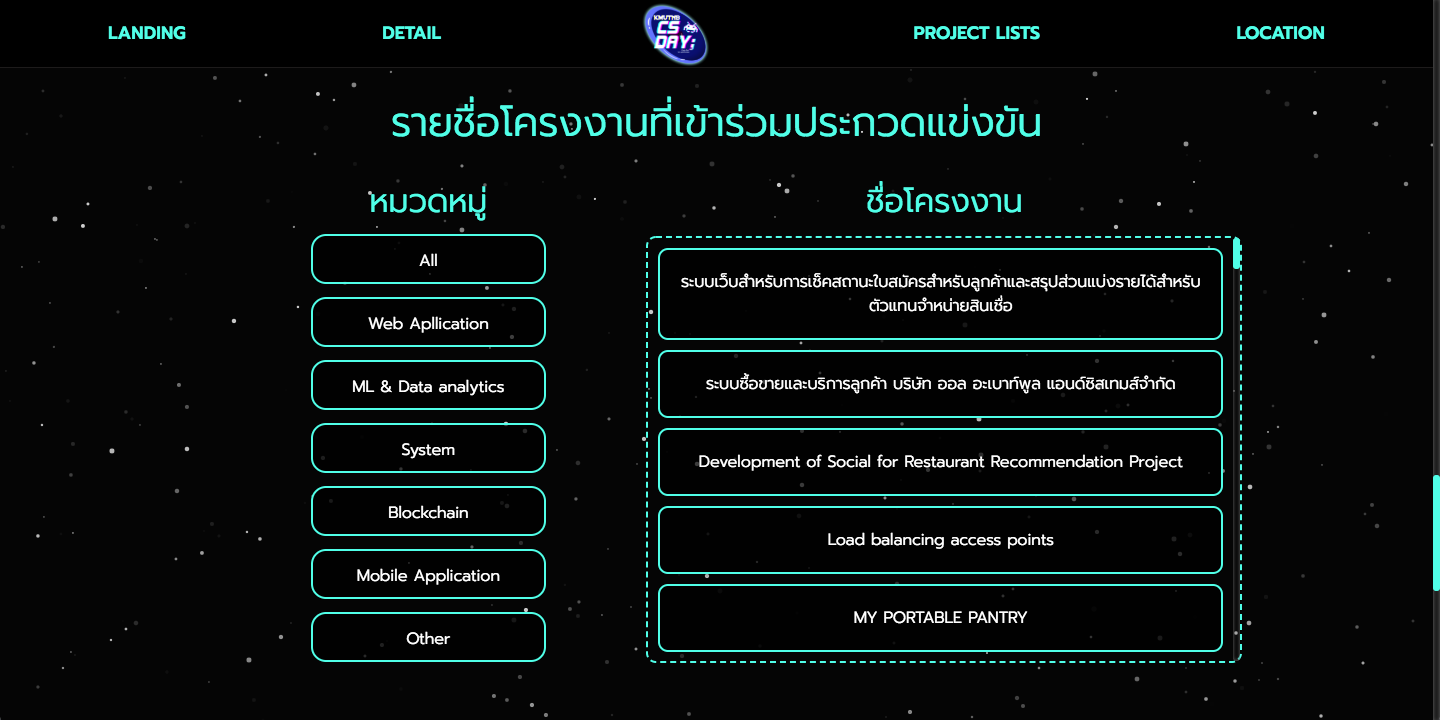 LANDING
DETAIL
KMUTNB
CS
DAY;
PROJECT LISTS
LOCATION
รายชื่อโครงงานที่เข้าร่วมประกวดแข่งขัน
หมวดหมู่
All
Web Apllication
ML & Data analytics
System
Blockchain
Mobile Application
Other
ชื่อโครงงาน
ระบบเว็บสำหรับการเช็คสถานะใบสมัครสำหรับลูกค้าและสรุปส่วนแบ่งรายได้สำหรับ
ตัวแทนจำหน่ายสินเชื่อ
ระบบซื้อขายและบริการลูกค้า บริษัท ออล อะเบาท์พูล แอนด์ซิสเทมส์จำกัด
Development of Social for Restaurant Recommendation Project
Load balancing access points
MY PORTABLE PANTRY